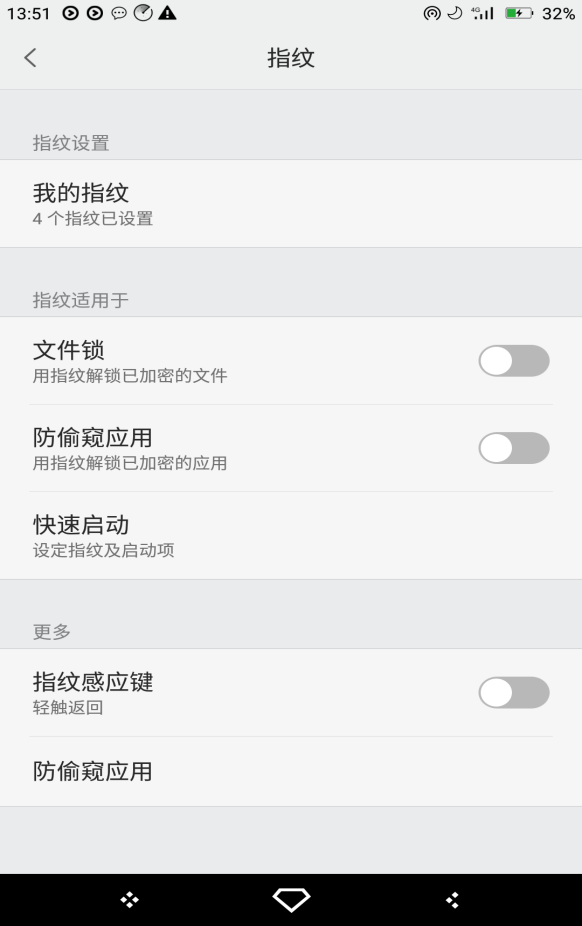 13:51 4G 32%
指纹
指纹设置
我的指纹
4 个指纹已设置
指纹适用于
文件锁
用指纹解锁已加密的文件
防偷窥应用
用指纹解锁已加密的应用
快速启动
设定指纹及启动项
更多
指纹感应键
轻触返回
防偷窥应用